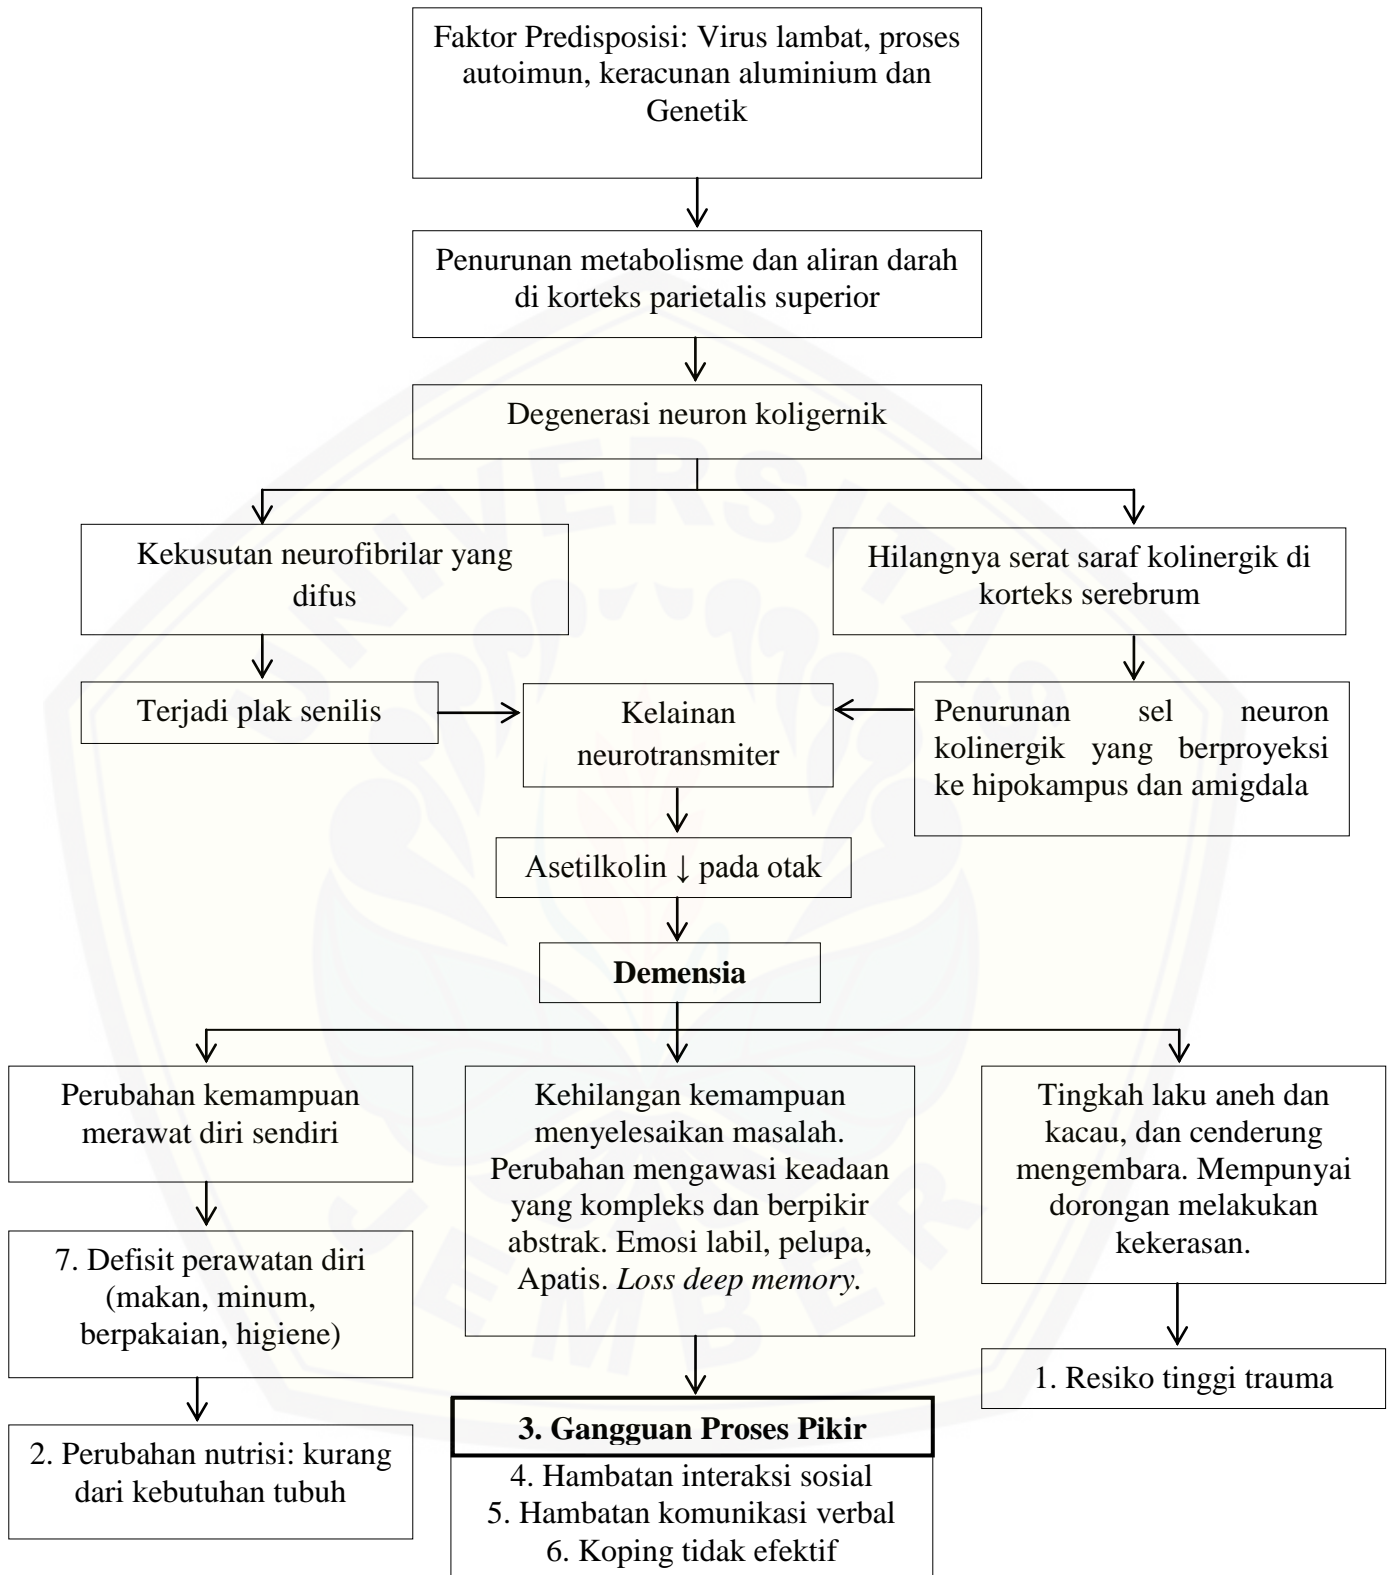 Faktor Predisposisi: Virus lambat, proses
autoimun, keracunan aluminium dan
Genetik
Penurunan metabolisme dan aliran darah
di korteks parietalis superior
Degenerasi neuron koligernik
Kekusutan neurofibrilar yang
difus
Hilangnya serat saraf kolinergik di
korteks serebrum
Terjadi plak senilis
Kelainan
neurotransmiter
Penurunan sel neuron
kolinergik yang berproyeksi
ke hipokampus dan amigdala
Asetilkolin ↓ pada otak
Demensia
Perubahan kemampuan
merawat diri sendiri
Kehilangan kemampuan
menyelesaikan masalah.
Perubahan mengawasi keadaan
yang kompleks dan berpikir
abstrak. Emosi labil, pelupa,
Apatis. Loss deep memory.
Tingkah laku aneh dan
kacau, dan cenderung
mengembara. Mempunyai
dorongan melakukan
kekerasan.
7. Defisit perawatan diri
(makan, minum,
berpakaian, higiene)
1. Resiko tinggi trauma
2. Perubahan nutrisi: kurang
dari kebutuhan tubuh
3. Gangguan Proses Pikir
4. Hambatan interaksi sosial
5. Hambatan komunikasi verbal
6. Koping tidak efektif
UNIVERSITAS
JEMBER